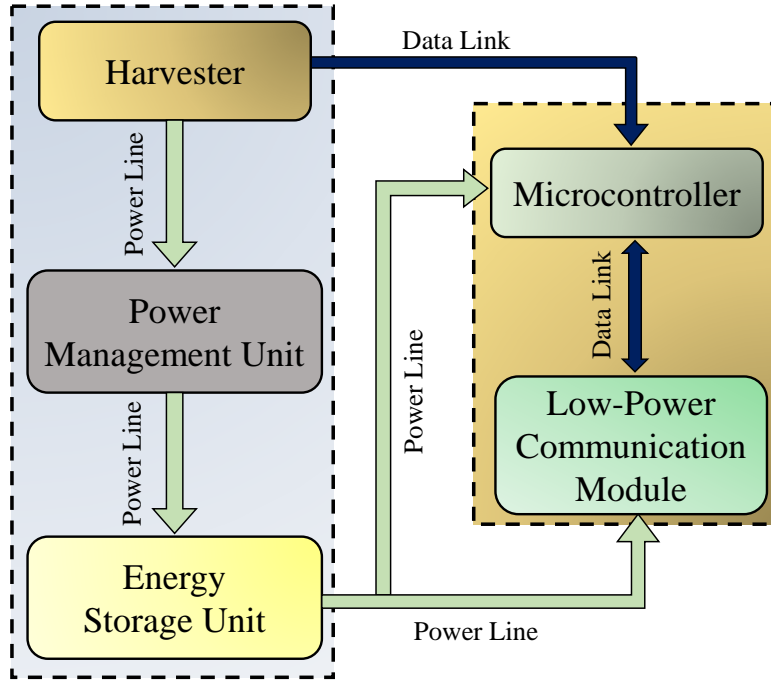 Data Link
Harvester
Power Line
Microcontroller
Power
Management Unit
Data Link
Power Line
Low-Power
Communication
Module
Power Line
Energy
Storage Unit
Power Line